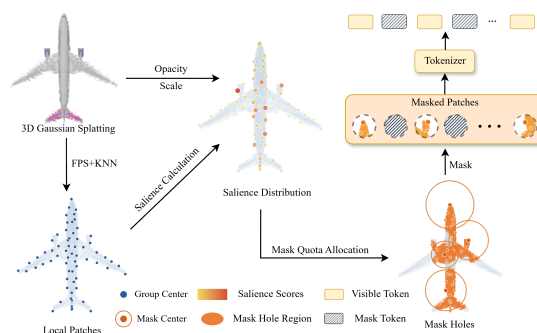 Opacity
Scale
3D Gaussian Splatting
FPS+KNN
Salience Calculation
Local Patches
Salience Distribution
Mask Quota Allocation
Tokenizer
Masked Patches
Mask
Mask Holes
Group Center
Salience Scores
Visible Token
Mask Center
Mask Hole Region
Mask Token